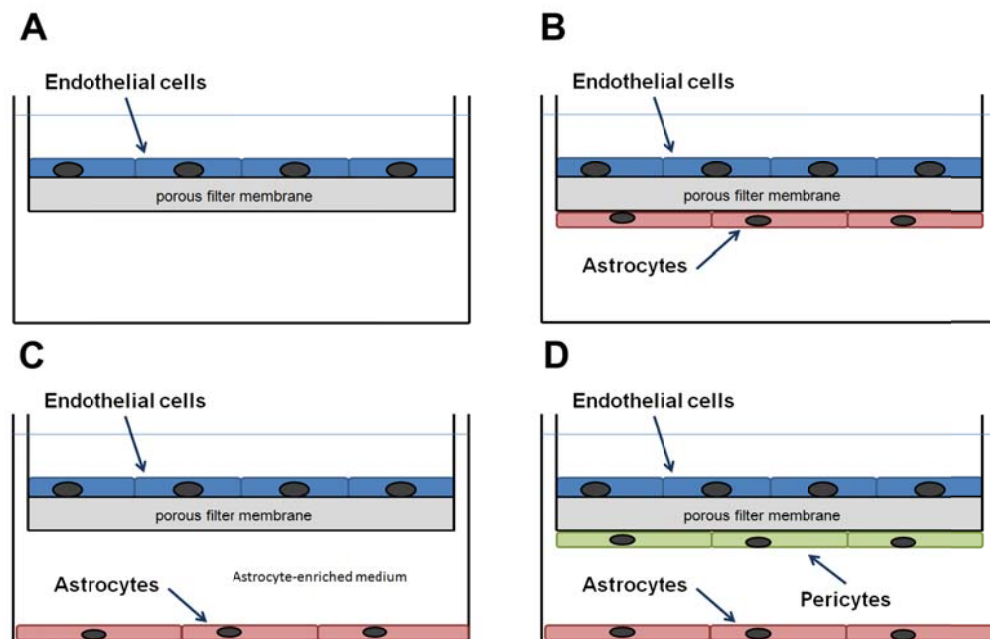 A
Endothelial cells
porous filter membrane
B
Endothelial cells
porous filter membrane
Astrocytes
C
Endothelial cells
porous filter membrane
Astrocyte-enriched medium
Astrocytes
D
Endothelial cells
porous filter membrane
Astrocytes
Pericytes